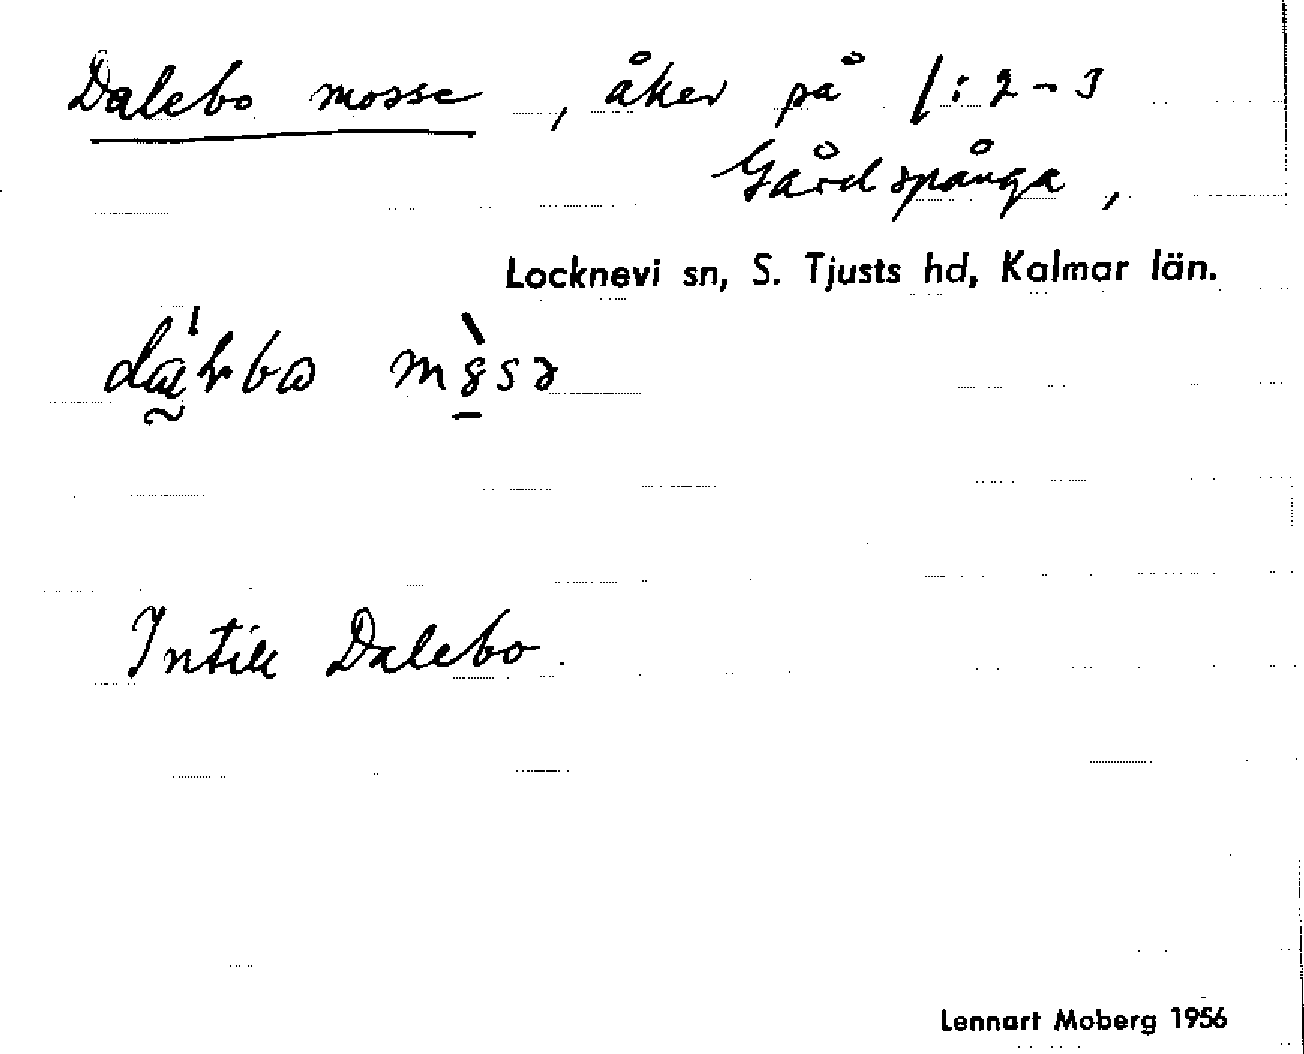 Dalebo mosse, åker på 1:2-3
Gårdspånga,
Locknevi sn, S. Tjusts hd, Kalmar län.
Intill Dalebo.
Lennart Moberg 1956